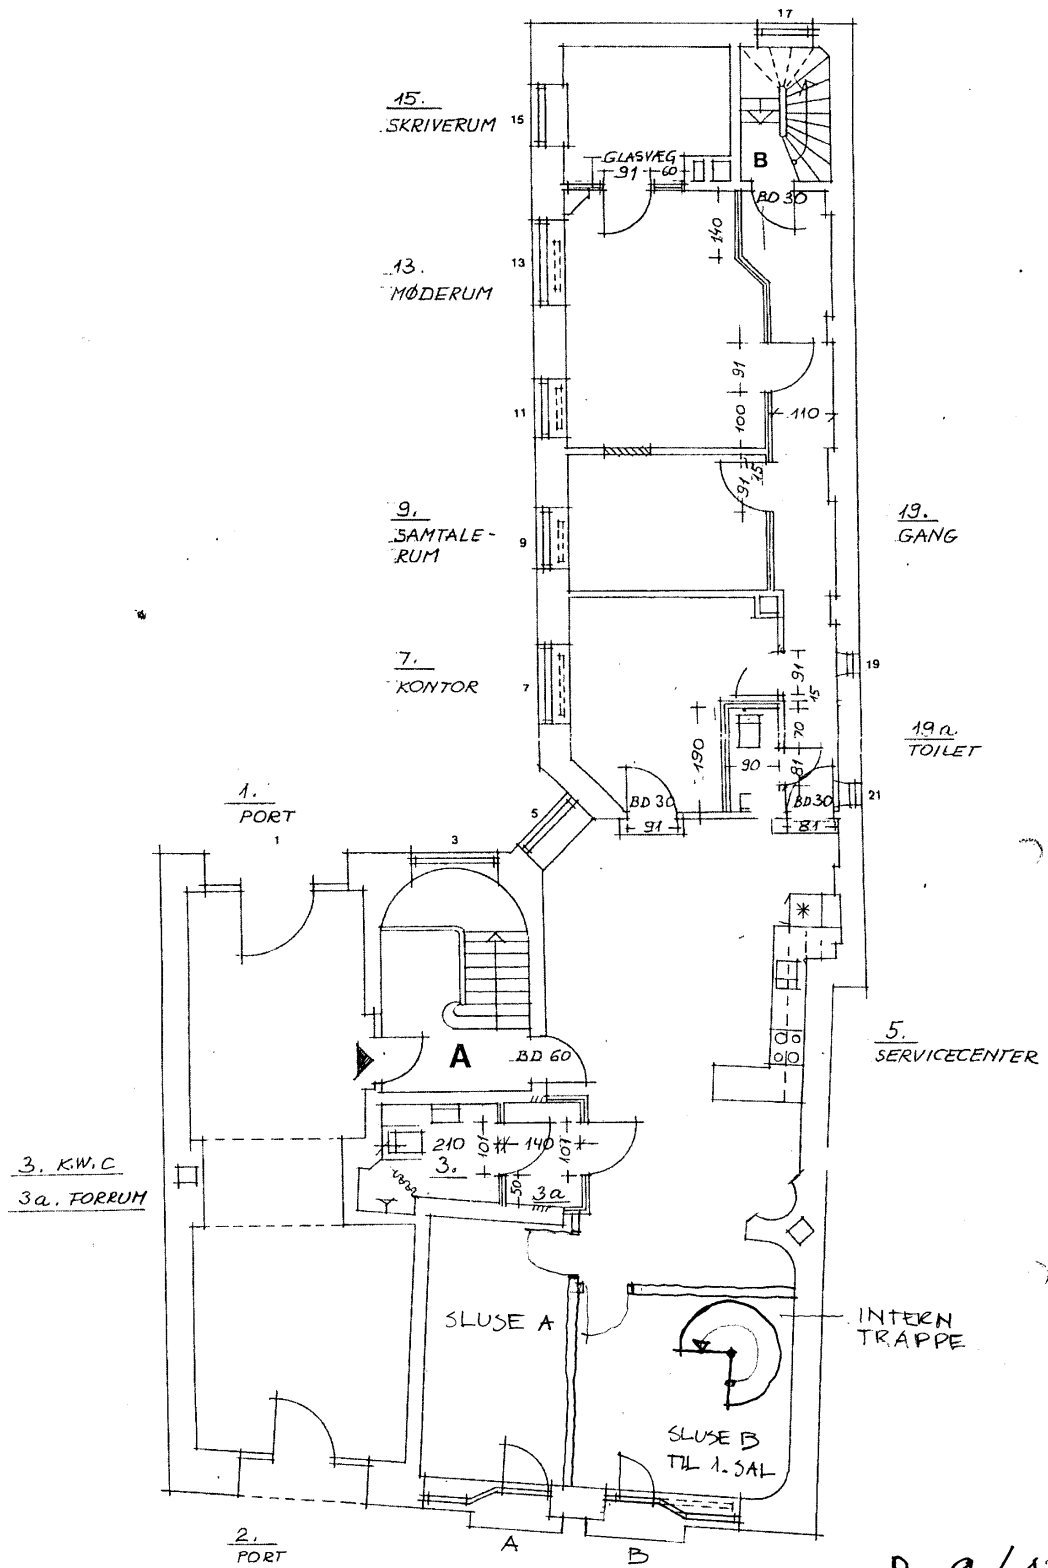 17
15.
SKRIVERUM
15
GLASVÆG
91 60
B
BD 30
140
13.
MØDERUM
13
91
11
100
110
15
91
9.
SAMTALE-
RUM
9
19.
GANG
7.
KONTOR
7
91
19
15
70
19a.
TOILET
190
90
81
1.
PORT
5
BD 30
91
BD 30
81
21
1
3
A
BD 60
5.
SERVICECENTER
210
101
140
107
3.
50
3a
3. K.W.C
3a. FORRUM
SLUSE A
INTERN
TRAPPE
SLUSE B
TIL 1. SAL
2.
PORT
A
B